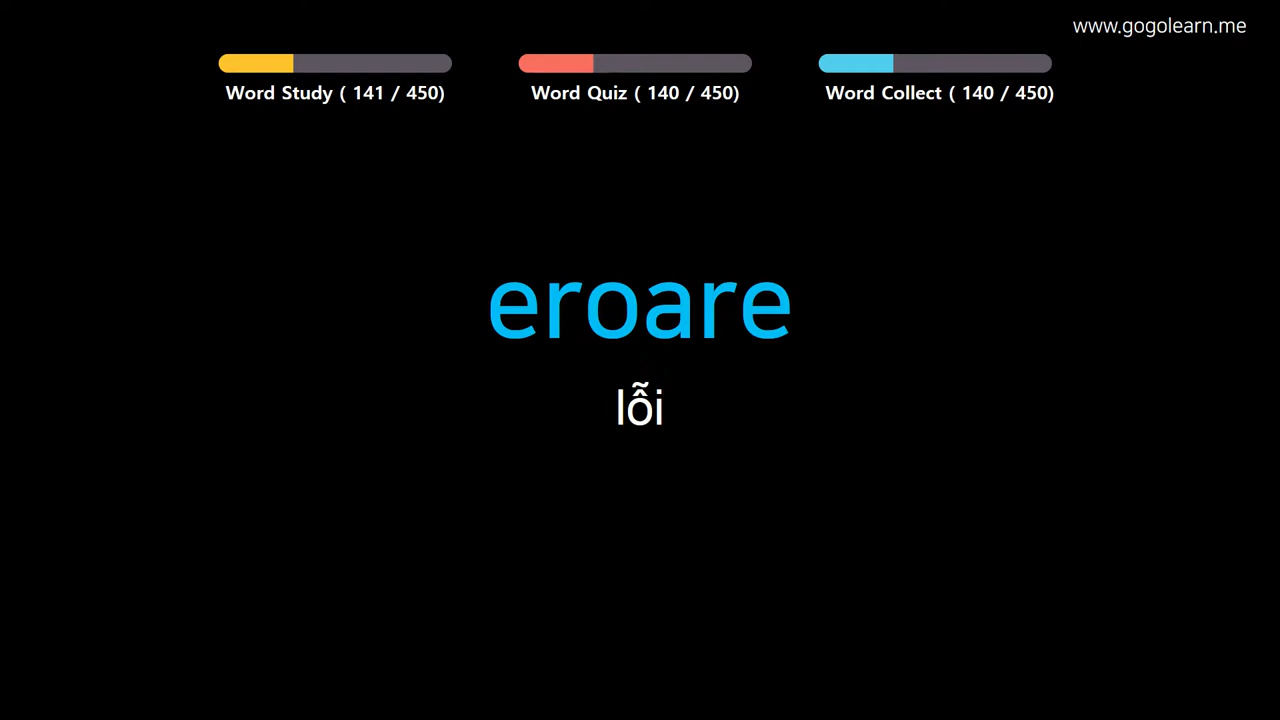 www.gogolearn.me
Word Study ( 141 / 450)
Word Quiz ( 140 / 450)
Word Collect ( 140 / 450)
eroare
lỗi